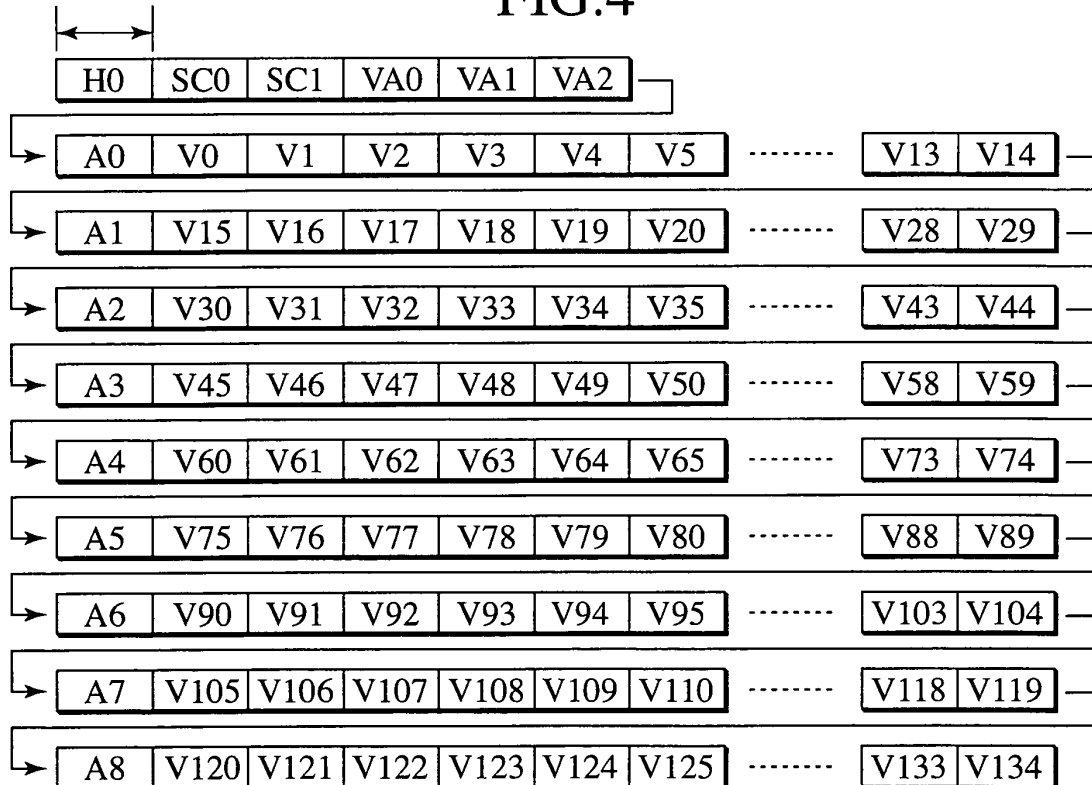 FIG.4
H0 SC0 SC1 VA0 VA1 VA2
A0 V0 V1 V2 V3 V4 V5 -------- V13 V14
A1 V15 V16 V17 V18 V19 V20 -------- V28 V29
A2 V30 V31 V32 V33 V34 V35 -------- V43 V44
A3 V45 V46 V47 V48 V49 V50 -------- V58 V59
A4 V60 V61 V62 V63 V64 V65 -------- V73 V74
A5 V75 V76 V77 V78 V79 V80 -------- V88 V89
A6 V90 V91 V92 V93 V94 V95 -------- V103 V104
A7 V105 V106 V107 V108 V109 V110 -------- V118 V119
A8 V120 V121 V122 V123 V124 V125 -------- V133 V134